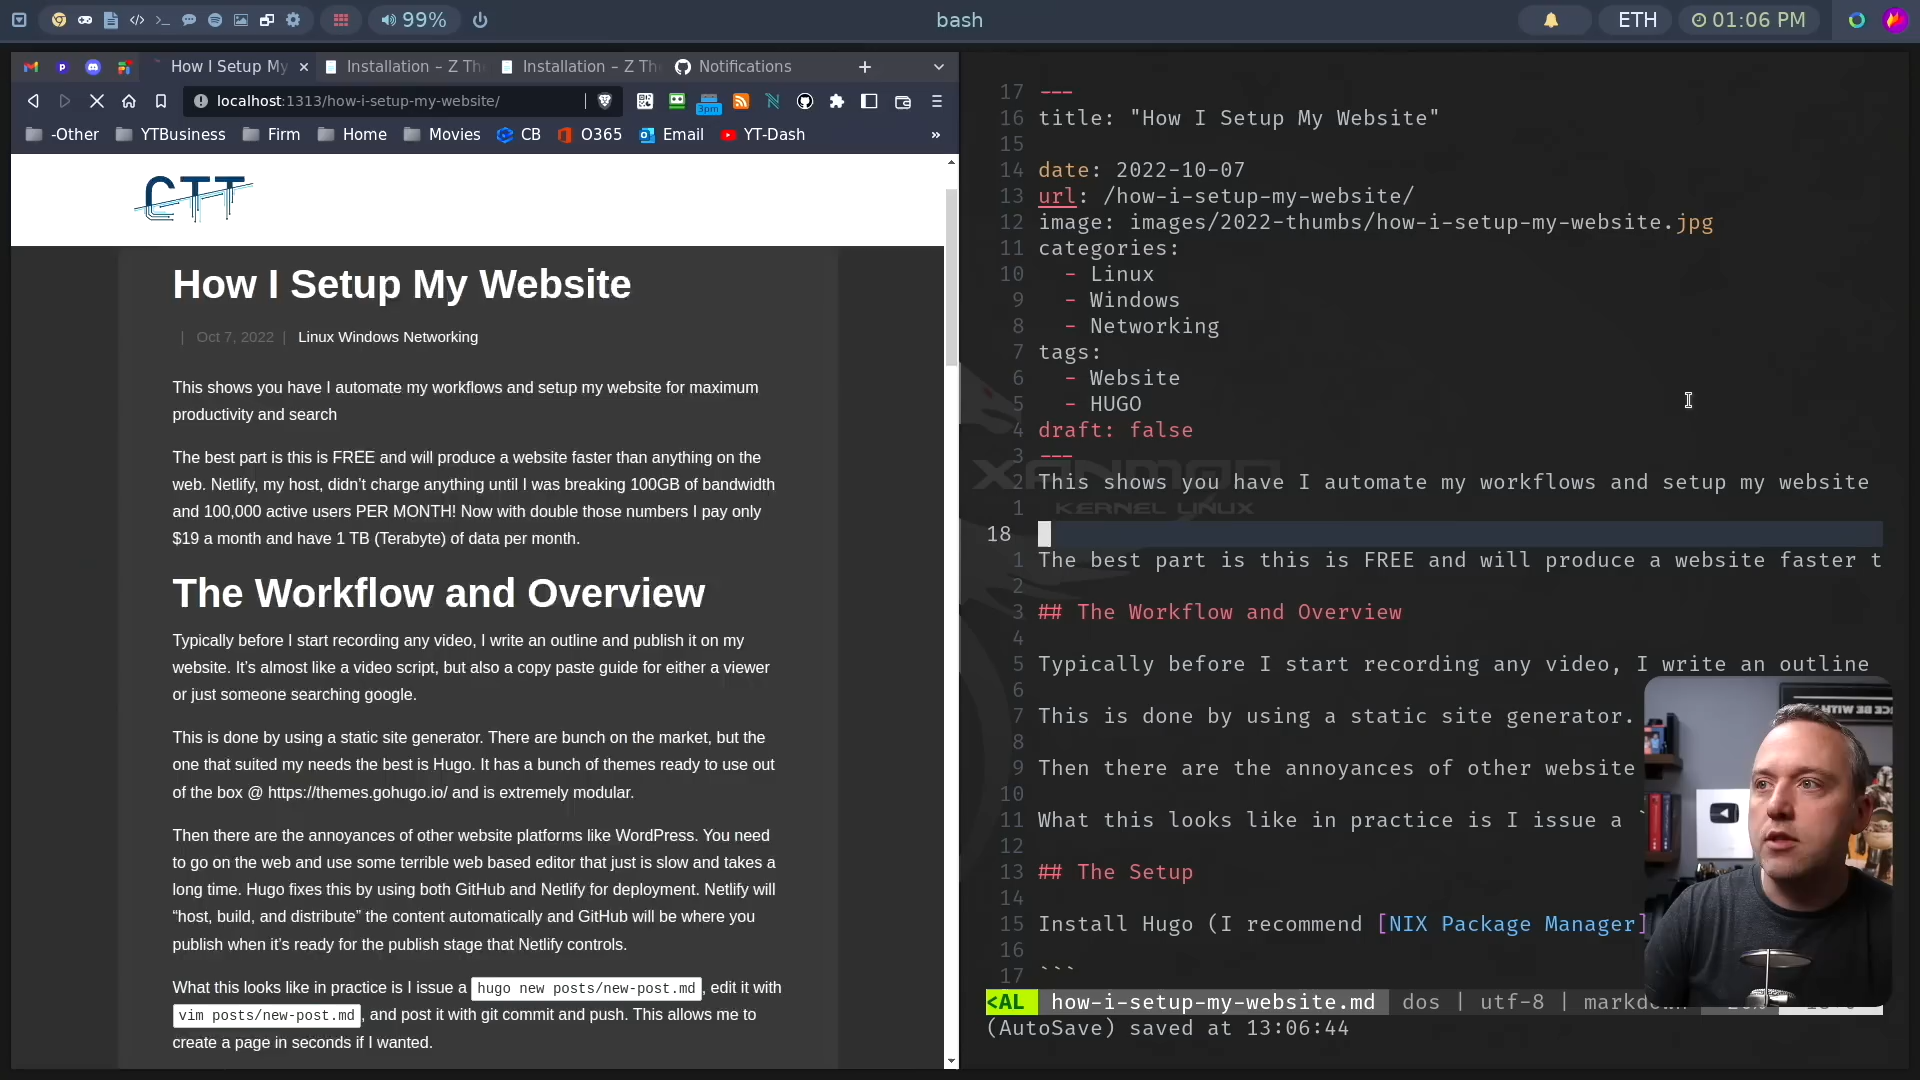 99%
bash
ETH
01:06 PM
How I Setup My
Installation – Z Th
Installation – Z Th
Notifications
localhost:1313/how-i-setup-my-website/
3pm
-Other
YTBusiness
Firm
Home
Movies
CB
O365
Email
YT-Dash
»
CTT
How I Setup My Website
| Oct 7, 2022 | Linux Windows Networking
This shows you have I automate my workflows and setup my website for maximum
productivity and search
The best part is this is FREE and will produce a website faster than anything on the
web. Netlify, my host, didn't charge anything until I was breaking 100GB of bandwidth
and 100,000 active users PER MONTH! Now with double those numbers I pay only
$19 a month and have 1 TB (Terabyte) of data per month.
The Workflow and Overview
Typically before I start recording any video, I write an outline and publish it on my
website. It's almost like a video script, but also a copy paste guide for either a viewer
or just someone searching google.
This is done by using a static site generator. There are bunch on the market, but the
one that suited my needs the best is Hugo. It has a bunch of themes ready to use out
of the box @ https://themes.gohugo.io/ and is extremely modular.
Then there are the annoyances of other website platforms like WordPress. You need
to go on the web and use some terrible web based editor that just is slow and takes a
long time. Hugo fixes this by using both GitHub and Netlify for deployment. Netlify will
“host, build, and distribute” the content automatically and GitHub will be where you
publish when it's ready for the publish stage that Netlify controls.
What this looks like in practice is I issue a hugo new posts/new-post.md, edit it with
vim posts/new-post.md, and post it with git commit and push. This allows me to
create a page in seconds if I wanted.
17 ---
16 title: "How I Setup My Website"
15
14 date: 2022-10-07
13 url: /how-i-setup-my-website/
12 image: images/2022-thumbs/how-i-setup-my-website.jpg
11 categories:
10 - Linux
9 - Windows
8 - Networking
7 tags:
6 - Website
5 - HUGO
4 draft: false
3 ---
XANMOD
2 This shows you have I automate my workflows and setup my website
1
KERNEL LINUX
18
1 The best part is this is FREE and will produce a website faster t
2
3 ## The Workflow and Overview
4
5 Typically before I start recording any video, I write an outline
6
7 This is done by using a static site generator.
8
9 Then there are the annoyances of other website
10
11 What this looks like in practice is I issue a `
12
13 ## The Setup
14
15 Install Hugo (I recommend [NIX Package Manager]
16
17 ```
<AL how-i-setup-my-website.md dos | utf-8 | markdown
(AutoSave) saved at 13:06:44